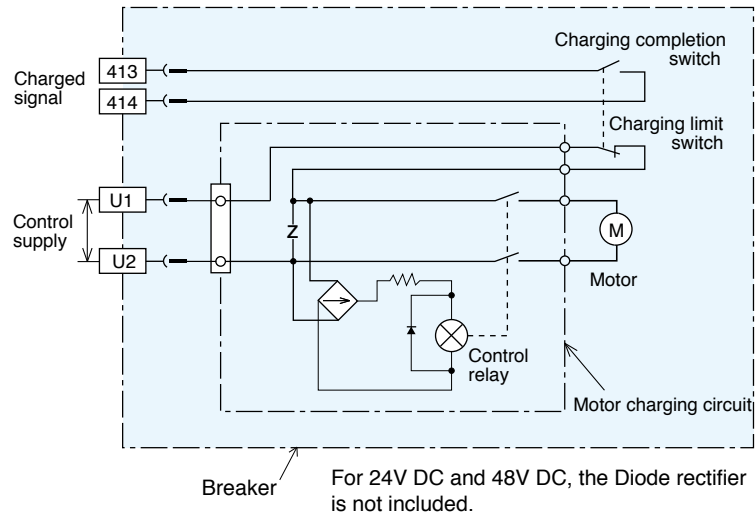 Charging completion
switch
413
Charged
signal
414
Charging limit
switch
U1
Control
supply
U2
Z
M
Motor
Control
relay
Motor charging circuit
Breaker
For 24V DC and 48V DC, the Diode rectifier
is not included.